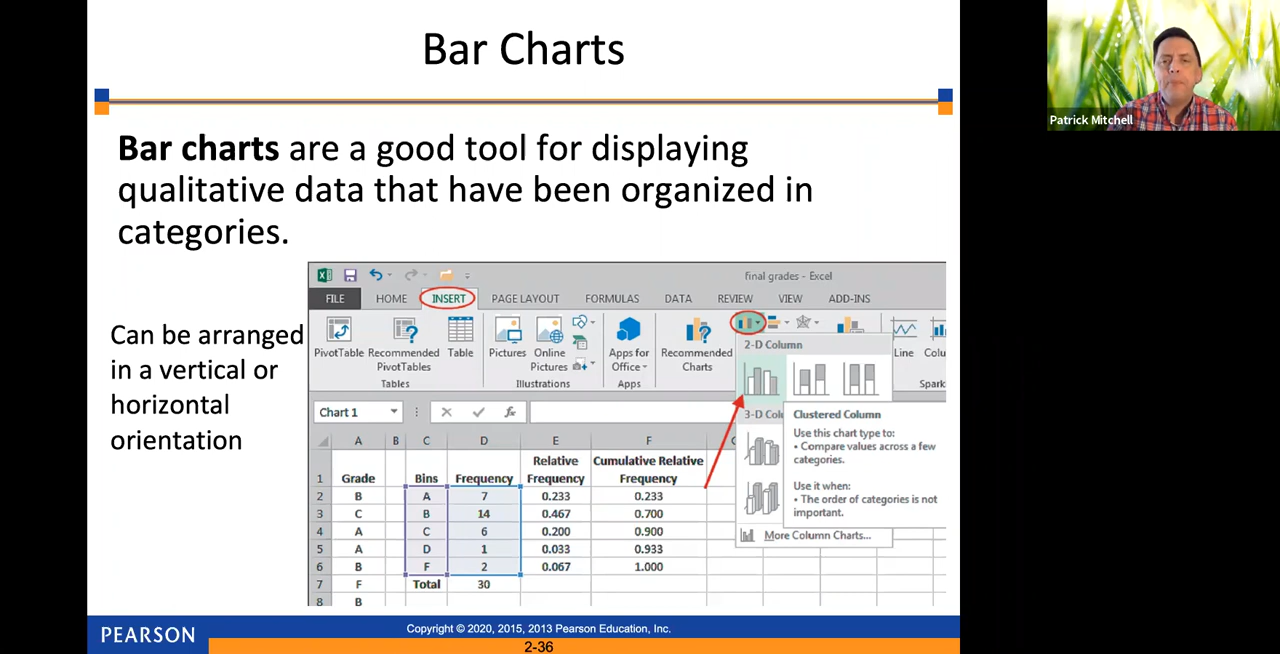 Bar Charts
Patrick Mitchell
Bar charts are a good tool for displaying
qualitative data that have been organized in
categories.
Can be arranged
in a vertical or
horizontal
orientation
final grades - Excel
FILE HOME INSERT PAGE LAYOUT FORMULAS DATA REVIEW VIEW ADD-INS
PivotTable Recommended PivotTables Table
Tables
Pictures Online Pictures
Illustrations
Apps for Office
Apps
Recommended Charts
Line Colu
Spark
2-D Column
3-D Colu
Clustered Column
Use this chart type to:
• Compare values across a few
categories.
Use it when:
• The order of categories is not
important.
More Column Charts...
Chart 1 fx
A B C D E F
1 Grade Bins Frequency Relative Frequency Cumulative Relative Frequency
2 B A 7 0.233 0.233
3 C B 14 0.467 0.700
4 A C 6 0.200 0.900
5 A D 1 0.033 0.933
6 B F 2 0.067 1.000
7 F Total 30
8 B
PEARSON
Copyright © 2020, 2015, 2013 Pearson Education, Inc.
2-36